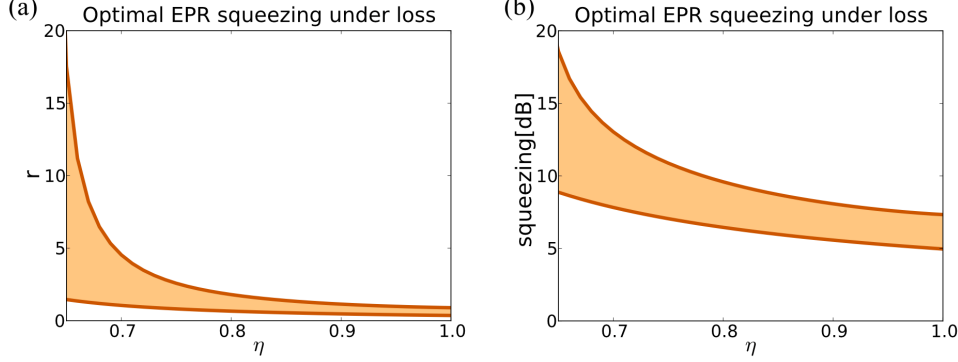 (a)
Optimal EPR squeezing under loss
20
15
10
5
0
r
0.7
0.8
0.9
1.0
η
(b)
Optimal EPR squeezing under loss
20
15
10
5
0
squeezing[dB]
0.7
0.8
0.9
1.0
η